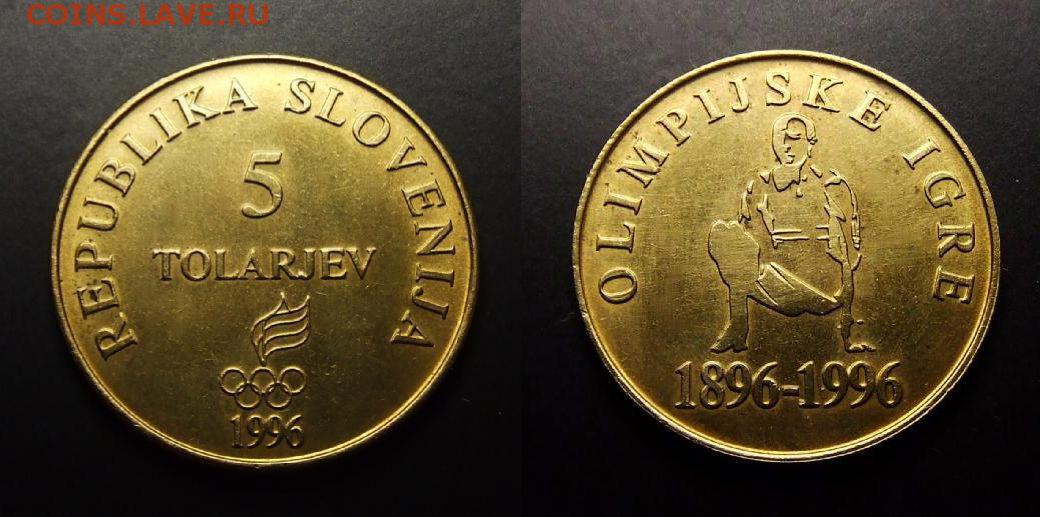 COINS.LAVE.RU
REPUBLIKA SLOVENIJA
5
TOLARJEV
1996
OLIMPIJSKE IGRE
1896-1996